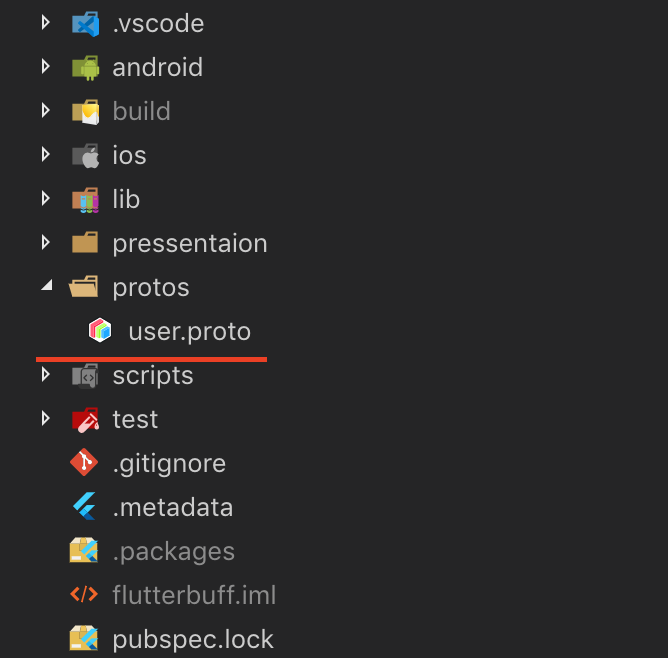 .vscode
android
build
ios
lib
pressentaion
protos
user.proto
scripts
test
.gitignore
.metadata
.packages
flutterbuff.iml
pubspec.lock